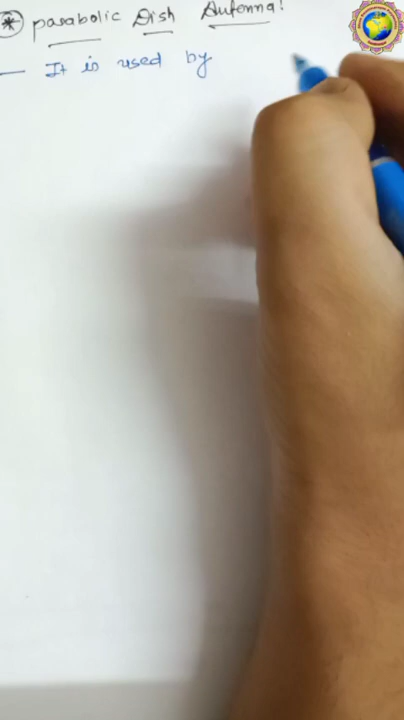 * parabolic Dish Antenna!
— It is used by